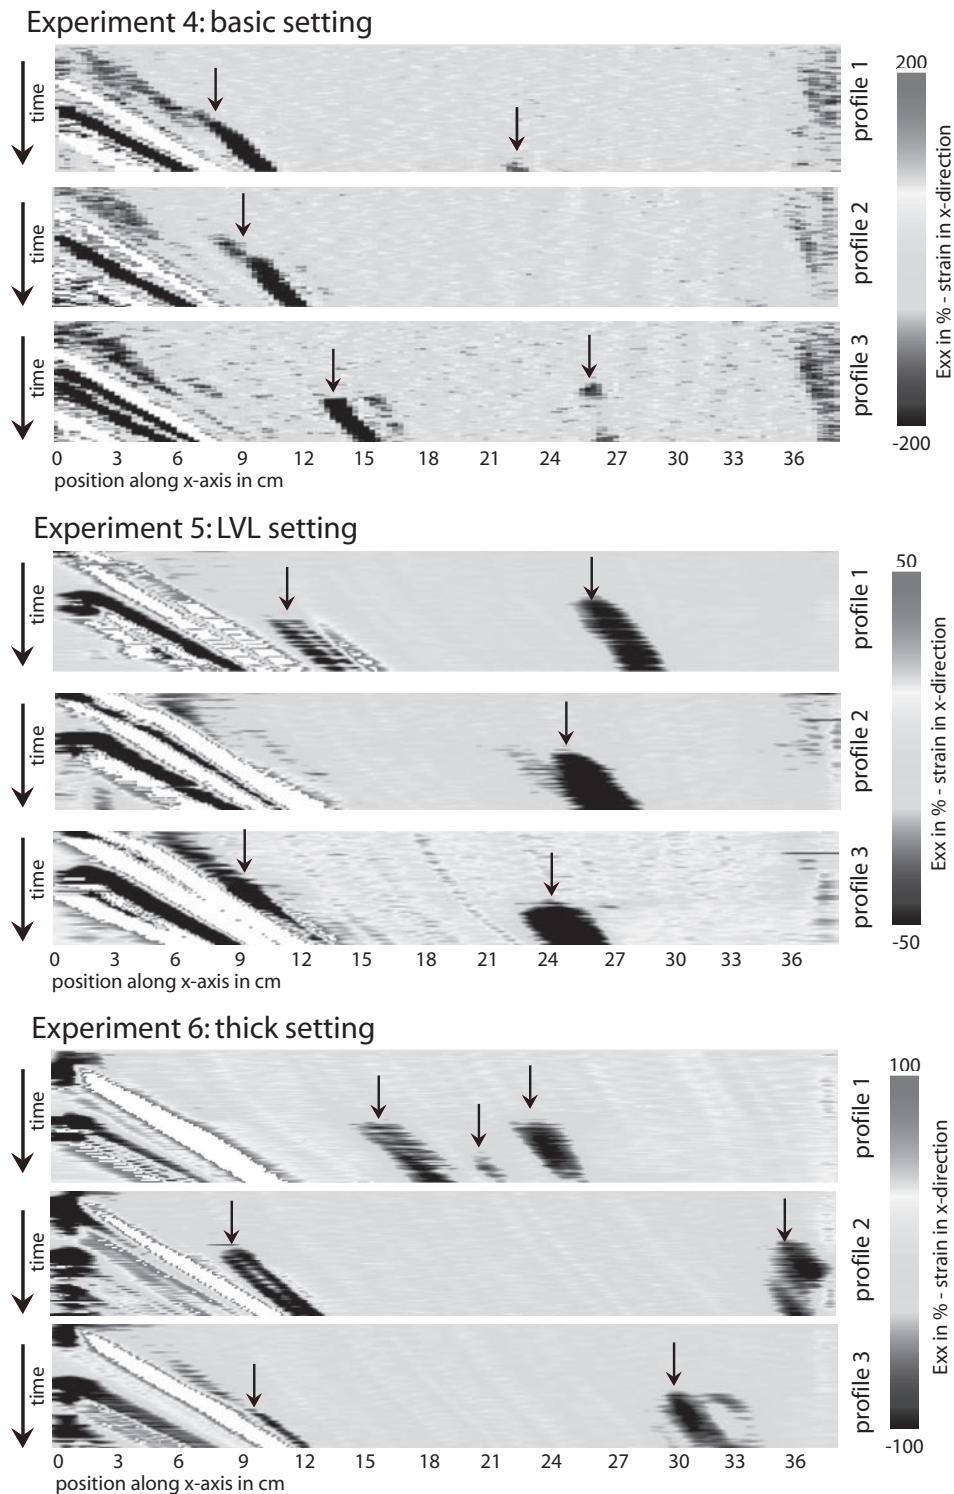 Experiment 4: basic setting
time
profile 1
time
profile 2
time
profile 3
200
Exx in % - strain in x-direction
-200
0 3 6 9 12 15 18 21 24 27 30 33 36
position along x-axis in cm
Experiment 5: LVL setting
time
profile 1
time
profile 2
time
profile 3
50
Exx in % - strain in x-direction
-50
0 3 6 9 12 15 18 21 24 27 30 33 36
position along x-axis in cm
Experiment 6: thick setting
time
profile 1
time
profile 2
time
profile 3
100
Exx in % - strain in x-direction
-100
0 3 6 9 12 15 18 21 24 27 30 33 36
position along x-axis in cm